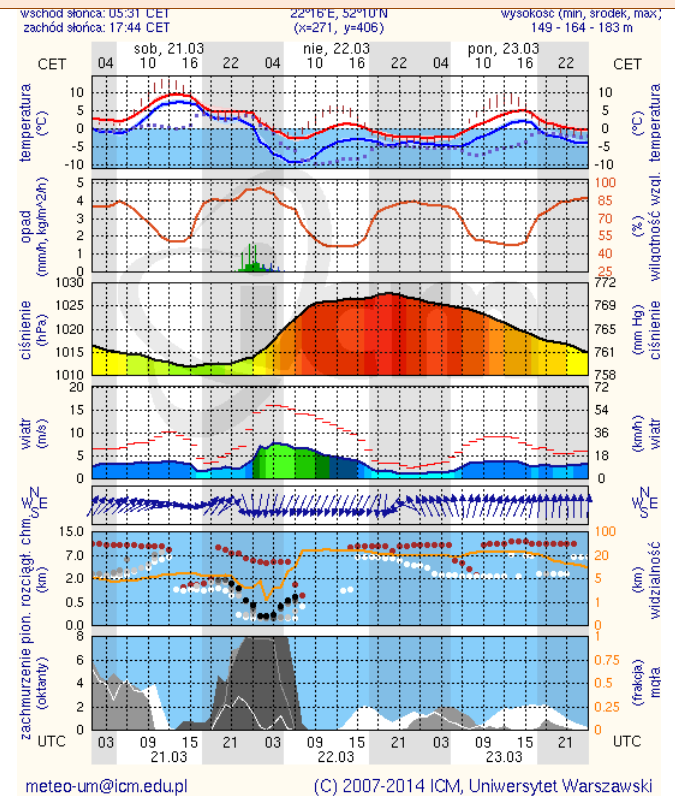 wschód słońca: 05:31 CET 22°16'E, 52°10'N wysokość (min, środek, max)
zachód słońca: 17:44 CET (x=271, y=406) 149 - 164 - 183 m
sob, 21.03 nie, 22.03 pon, 23.03
CET 04 10 16 22 04 10 16 22 04 10 16 22 CET
temperatura (°C)
10
5
0
-5
-10
10
5
0
-5
-10
(°C) temperatura
opad (mm/h, kg/m^2/h)
5
4
3
2
1
0
100
85
70
55
40
25
(%) wilgotność wzgl.
ciśnienie (hPa)
1030
1025
1020
1015
1010
772
769
765
761
758
(mm Hg) ciśnienie
wiatr (m/s)
20
15
10
5
0
72
54
36
18
0
(km/h) wiatr
N
W E
S
N
W E
S
pion. rozciągł. chm. (km)
15.0
7.0
2.0
0.5
0.0
100
20
5
1
0
(km) widzialność
zachmurzenie (oktanty)
8
6
4
2
0
1
0.75
0.5
0.25
0
(frakcja) mgła
UTC 03 09 15 21 03 09 15 21 03 09 15 21 UTC
21.03 22.03 23.03
meteo-um@icm.edu.pl (C) 2007-2014 ICM, Uniwersytet Warszawski